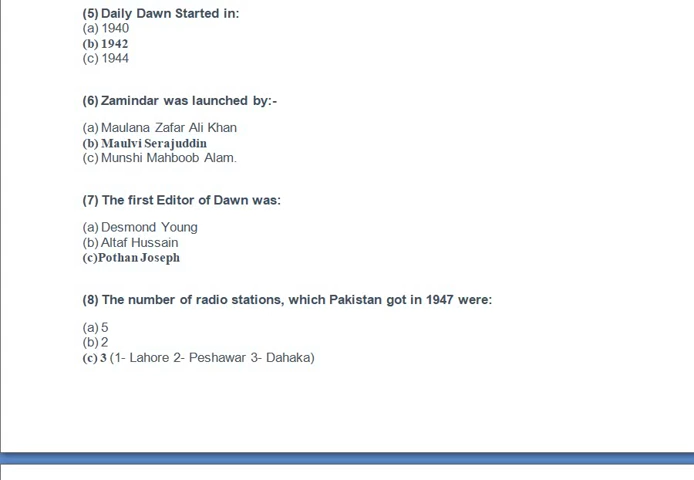 (5) Daily Dawn Started in:
(a) 1940
(b) 1942
(c) 1944
(6) Zamindar was launched by:-
(a) Maulana Zafar Ali Khan
(b) Maulvi Serajuddin
(c) Munshi Mahboob Alam.
(7) The first Editor of Dawn was:
(a) Desmond Young
(b) Altaf Hussain
(c)Pothan Joseph
(8) The number of radio stations, which Pakistan got in 1947 were:
(a) 5
(b) 2
(c) 3 (1- Lahore 2- Peshawar 3- Dahaka)